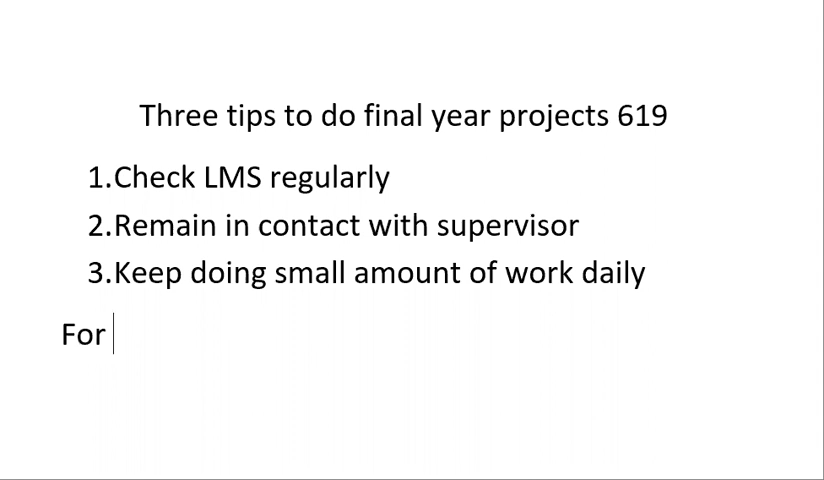 Three tips to do final year projects 619
1.Check LMS regularly
2.Remain in contact with supervisor
3.Keep doing small amount of work daily
For